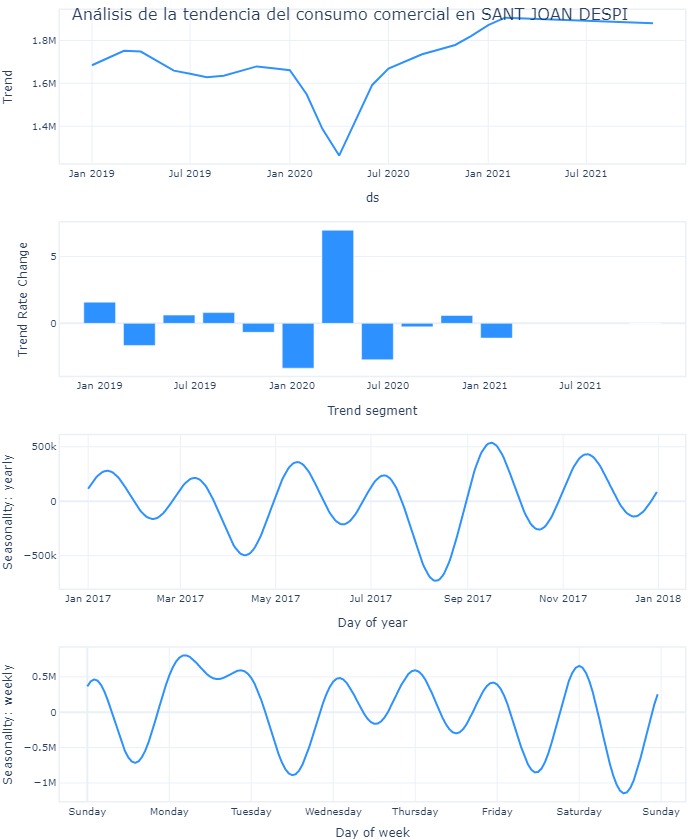 Análisis de la tendencia del consumo comercial en SANT JOAN DESPI
1.8M
1.6M
1.4M
Trend
Jan 2019 Jul 2019 Jan 2020 Jul 2020 Jan 2021 Jul 2021
ds
5
0
Trend Rate Change
Jan 2019 Jul 2019 Jan 2020 Jul 2020 Jan 2021 Jul 2021
Trend segment
500k
0
−500k
Seasonality: yearly
Jan 2017 Mar 2017 May 2017 Jul 2017 Sep 2017 Nov 2017 Jan 2018
Day of year
0.5M
0
−0.5M
−1M
Seasonality: weekly
Sunday Monday Tuesday Wednesday Thursday Friday Saturday Sunday
Day of week